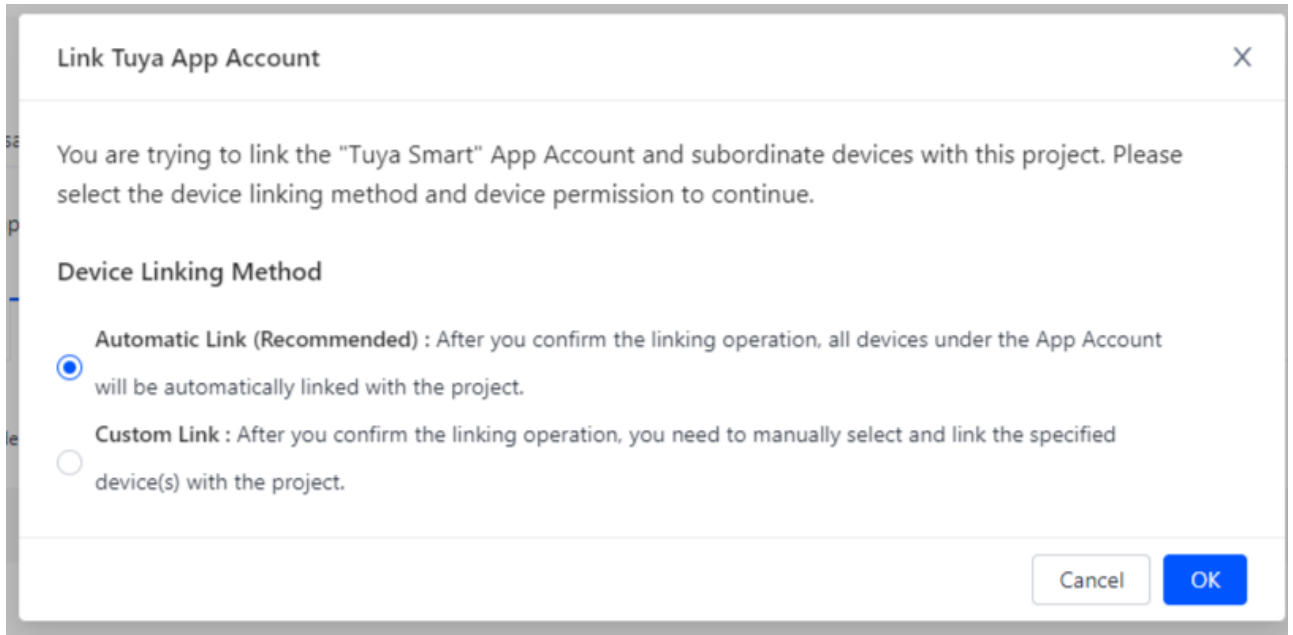 Link Tuya App Account
You are trying to link the "Tuya Smart" App Account and subordinate devices with this project. Please
select the device linking method and device permission to continue.
Device Linking Method
Automatic Link (Recommended) : After you confirm the linking operation, all devices under the App Account
will be automatically linked with the project.
Custom Link : After you confirm the linking operation, you need to manually select and link the specified
device(s) with the project.
Cancel
OK